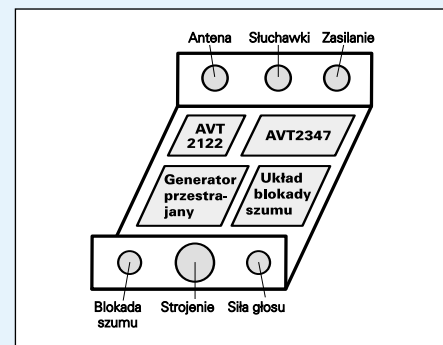 Antena Słuchawki Zasilanie
AVT
2122
AVT2347
Generator
przestra-
jany
Układ
blokady
szumu
Blokada
szumu
Strojenie
Siła głosu